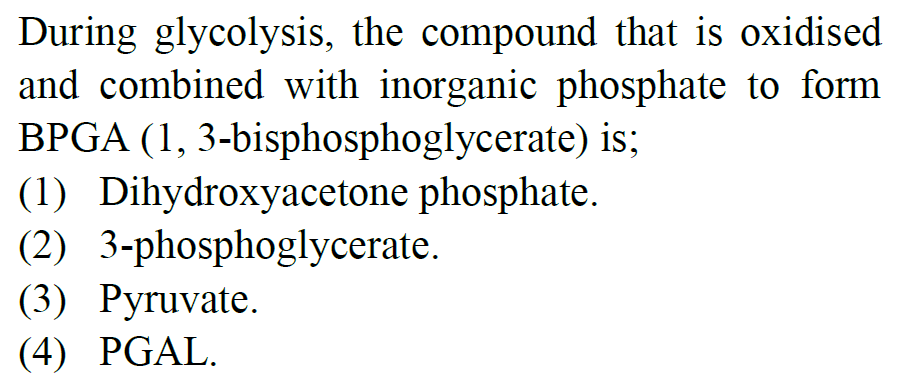 During glycolysis, the compound that is oxidised
and combined with inorganic phosphate to form
BPGA (1, 3-bisphosphoglycerate) is;
(1) Dihydroxyacetone phosphate.
(2) 3-phosphoglycerate.
(3) Pyruvate.
(4) PGAL.